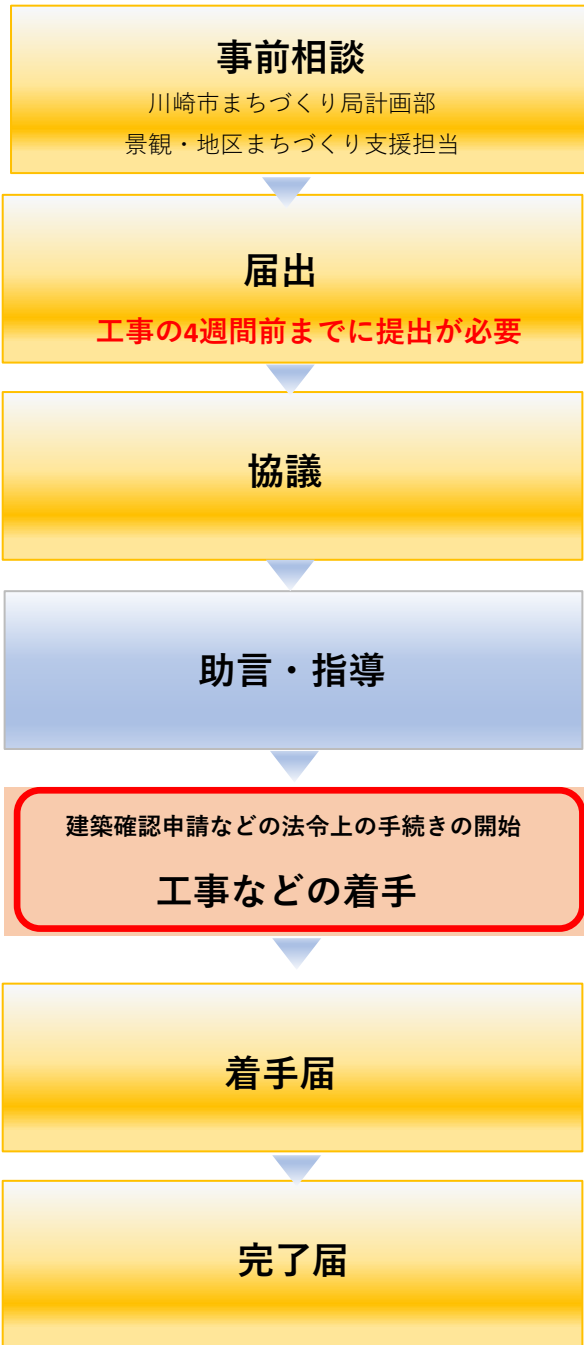 事前相談
川崎市まちづくり局計画部
景観・地区まちづくり支援担当
届出
工事の4週間前までに提出が必要
協議
助言・指導
建築確認申請などの法令上の手続きの開始
工事などの着手
着手届
完了届